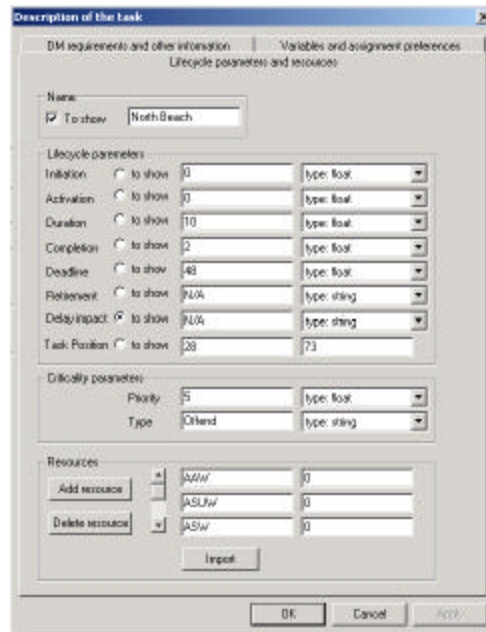 Description of the task
DM requirements and other information
Variables and assignment preferences
Lifecycle parameters and resources
Name
To show North Beach
Lifecycle paremeters
Initiation to show 0 type: float
Activation to show 0 type: float
Duration to show 10 type: float
Completion to show 2 type: float
Deadline to show 48 type: float
Retirement to show N/A type: string
Delay impact to show N/A type: string
Task Position to show 28 73
Criticality parameters
Priority 5 type: float
Type Offend type: string
Resources
Add resource AAW 0
ASUW 0
Delete resource ASW 0
Import
OK Cancel Apply